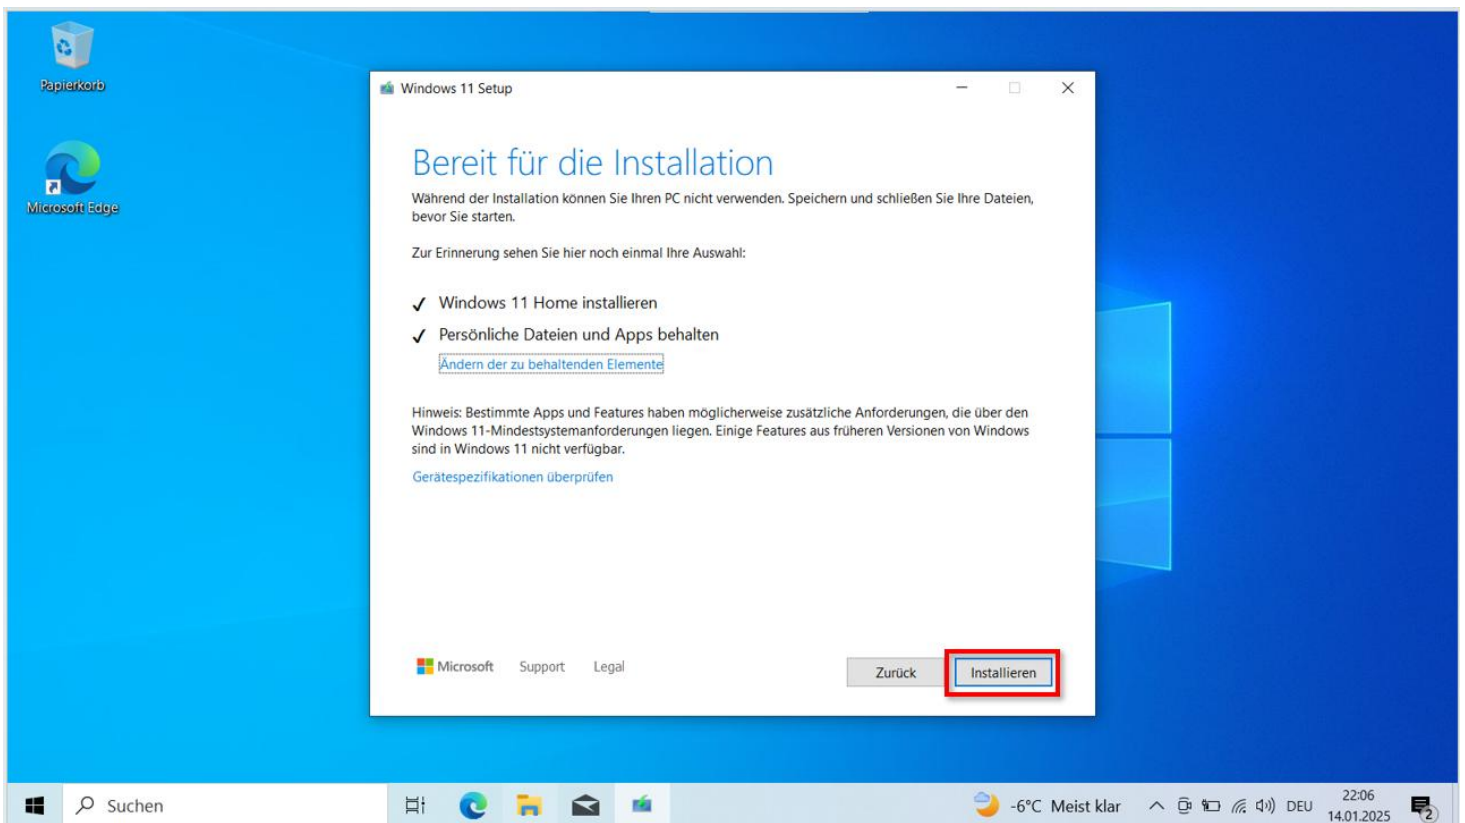 Papierkorb
Microsoft Edge
Windows 11 Setup
Bereit für die Installation
Während der Installation können Sie Ihren PC nicht verwenden. Speichern und schließen Sie Ihre Dateien,
bevor Sie starten.
Zur Erinnerung sehen Sie hier noch einmal Ihre Auswahl:
Windows 11 Home installieren
Persönliche Dateien und Apps behalten
Ändern der zu behaltenden Elemente
Hinweis: Bestimmte Apps und Features haben möglicherweise zusätzliche Anforderungen, die über den
Windows 11-Mindestsystemanforderungen liegen. Einige Features aus früheren Versionen von Windows
sind in Windows 11 nicht verfügbar.
Gerätespezifikationen überprüfen
Microsoft Support Legal
Zurück Installieren
Suchen
-6°C Meist klar
DEU
22:06
14.01.2025
2